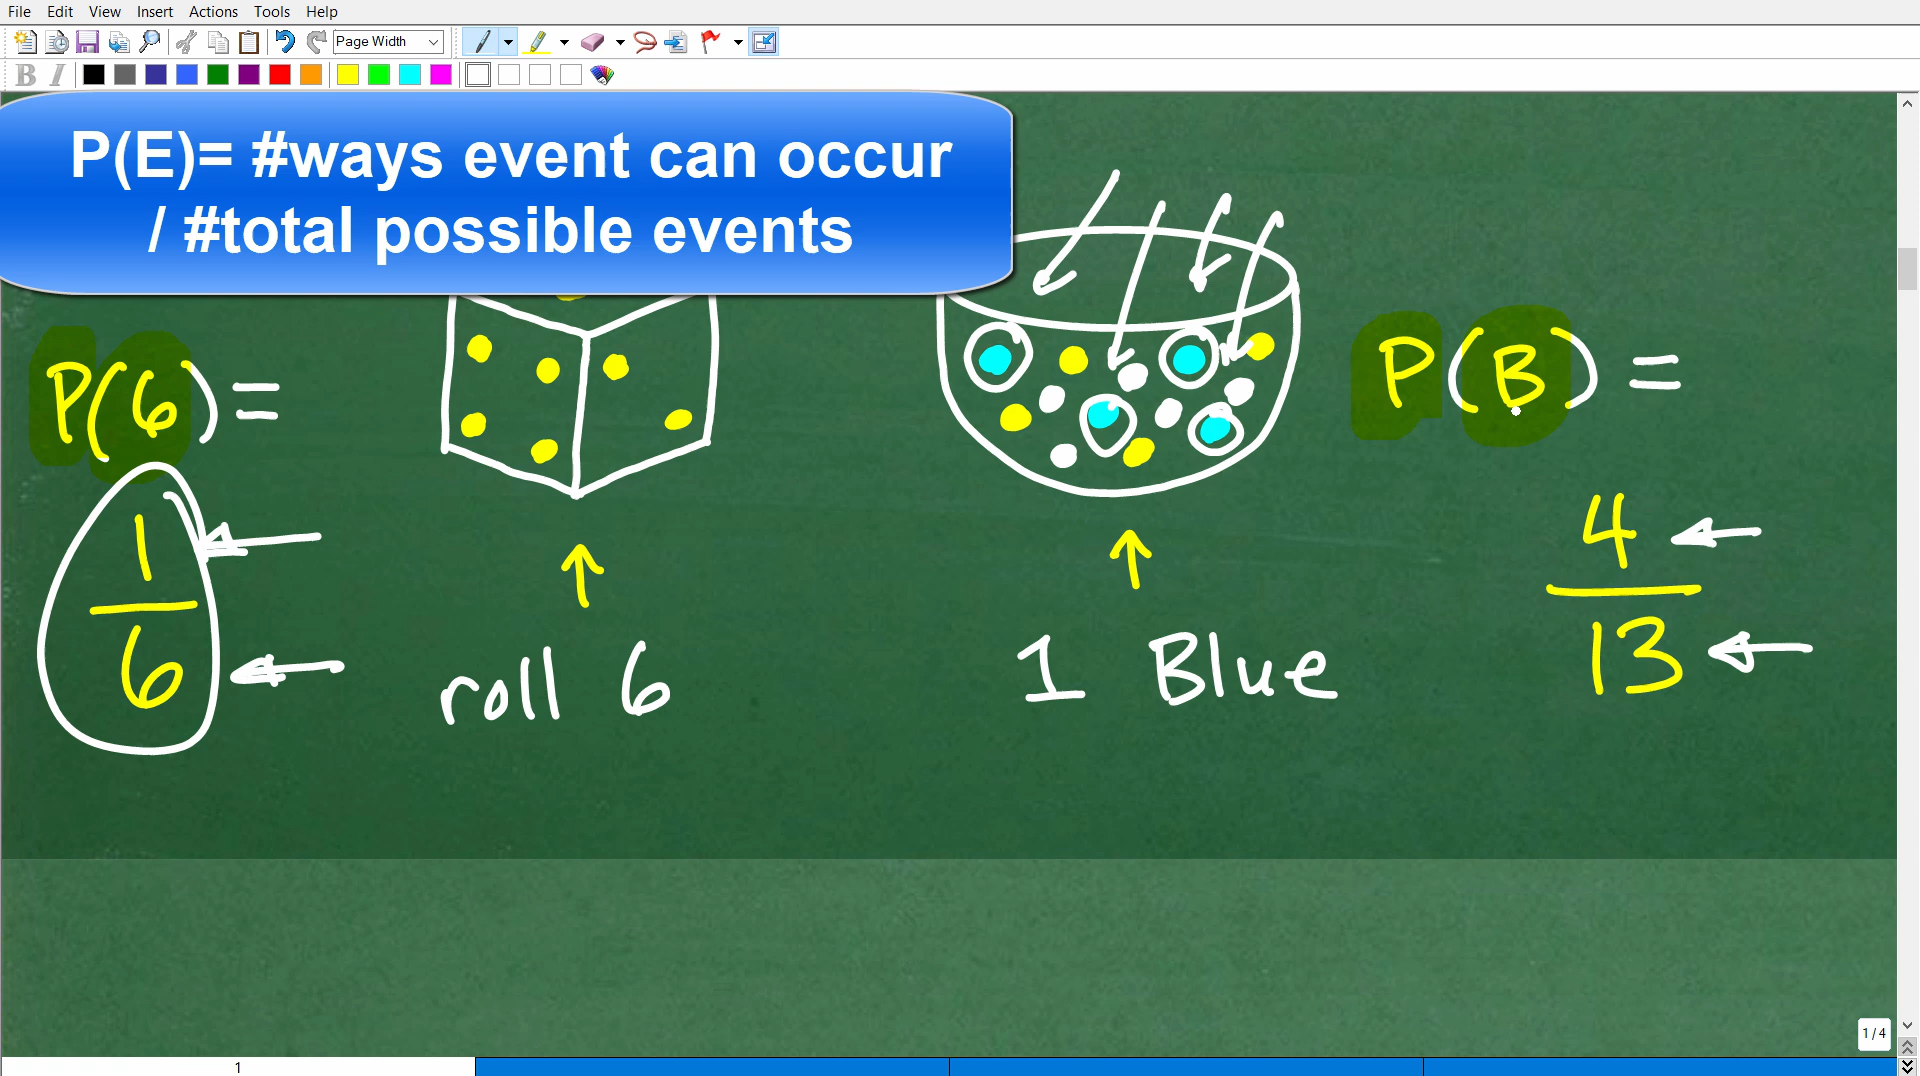 File Edit View Insert Actions Tools Help
Page Width
B I
P(E)= #ways event can occur
/ #total possible events
P(6)=
1
6
roll 6
1 Blue
P(B)=
4
13
1/4
1